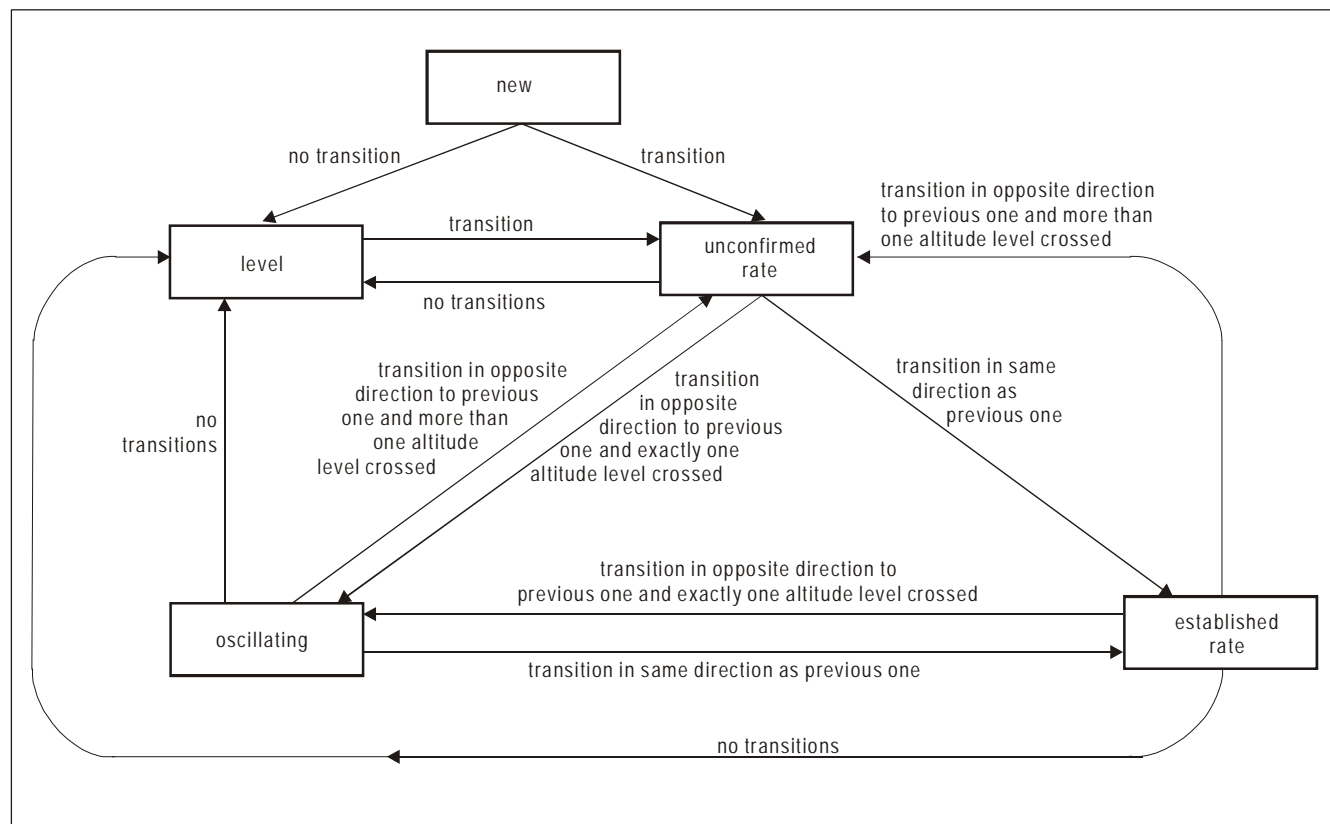 new
no transition
transition
transition in opposite direction
to previous one and more than
one altitude level crossed
level
transition
unconfirmed
rate
no transitions
transition in opposite
direction to previous
one and more than
one altitude
level crossed
transition
in opposite
direction to previous
one and exactly one
altitude level crossed
transition in same
direction as
previous one
no
transitions
transition in opposite direction to
previous one and exactly one altitude level crossed
oscillating
established
rate
transition in same direction as previous one
no transitions